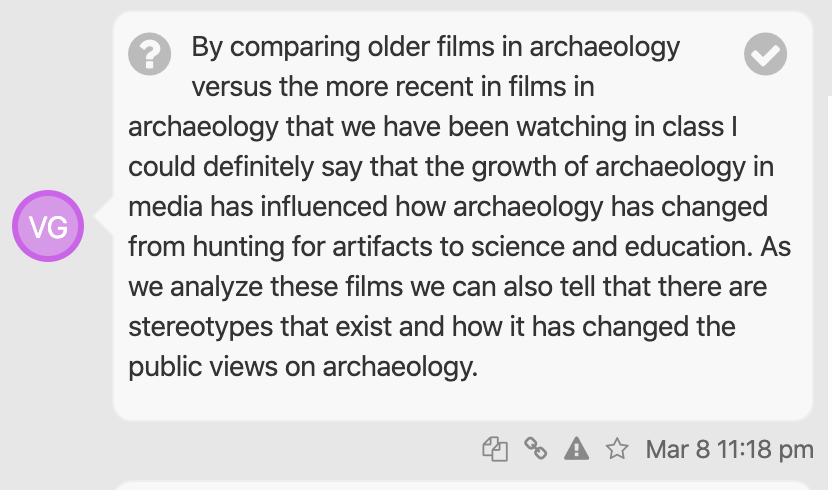 By comparing older films in archaeology
versus the more recent in films in
archaeology that we have been watching in class I
could definitely say that the growth of archaeology in
media has influenced how archaeology has changed
from hunting for artifacts to science and education. As
we analyze these films we can also tell that there are
stereotypes that exist and how it has changed the
public views on archaeology.
VG
Mar 8 11:18 pm